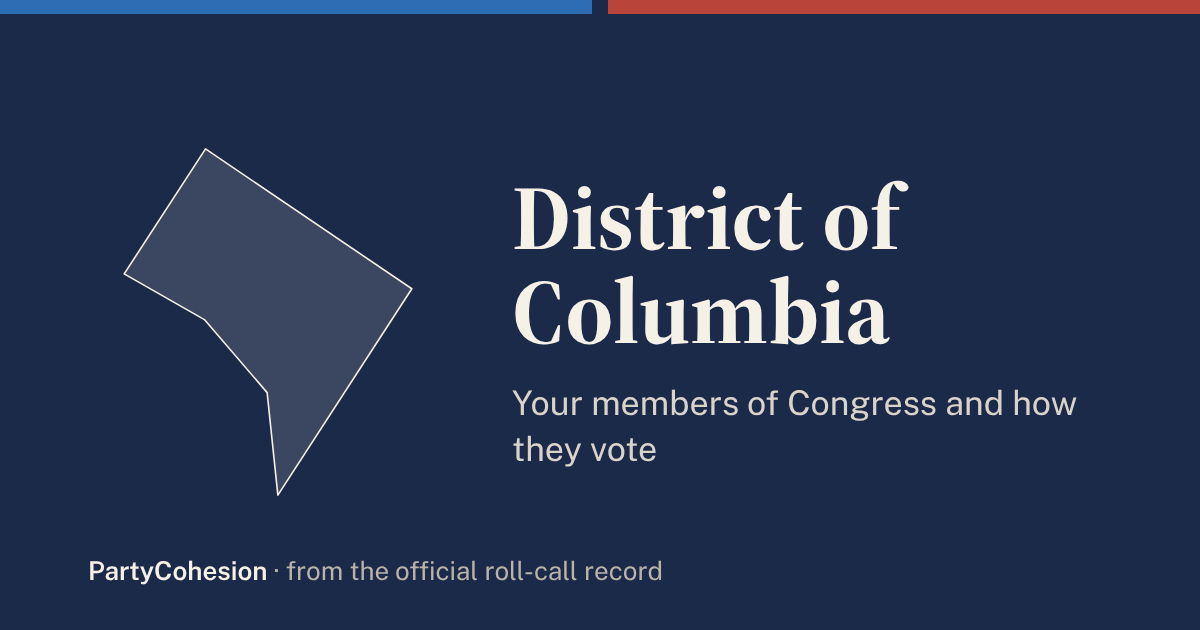 District of
Columbia
Your members of Congress and how
they vote
PartyCohesion · from the official roll-call record